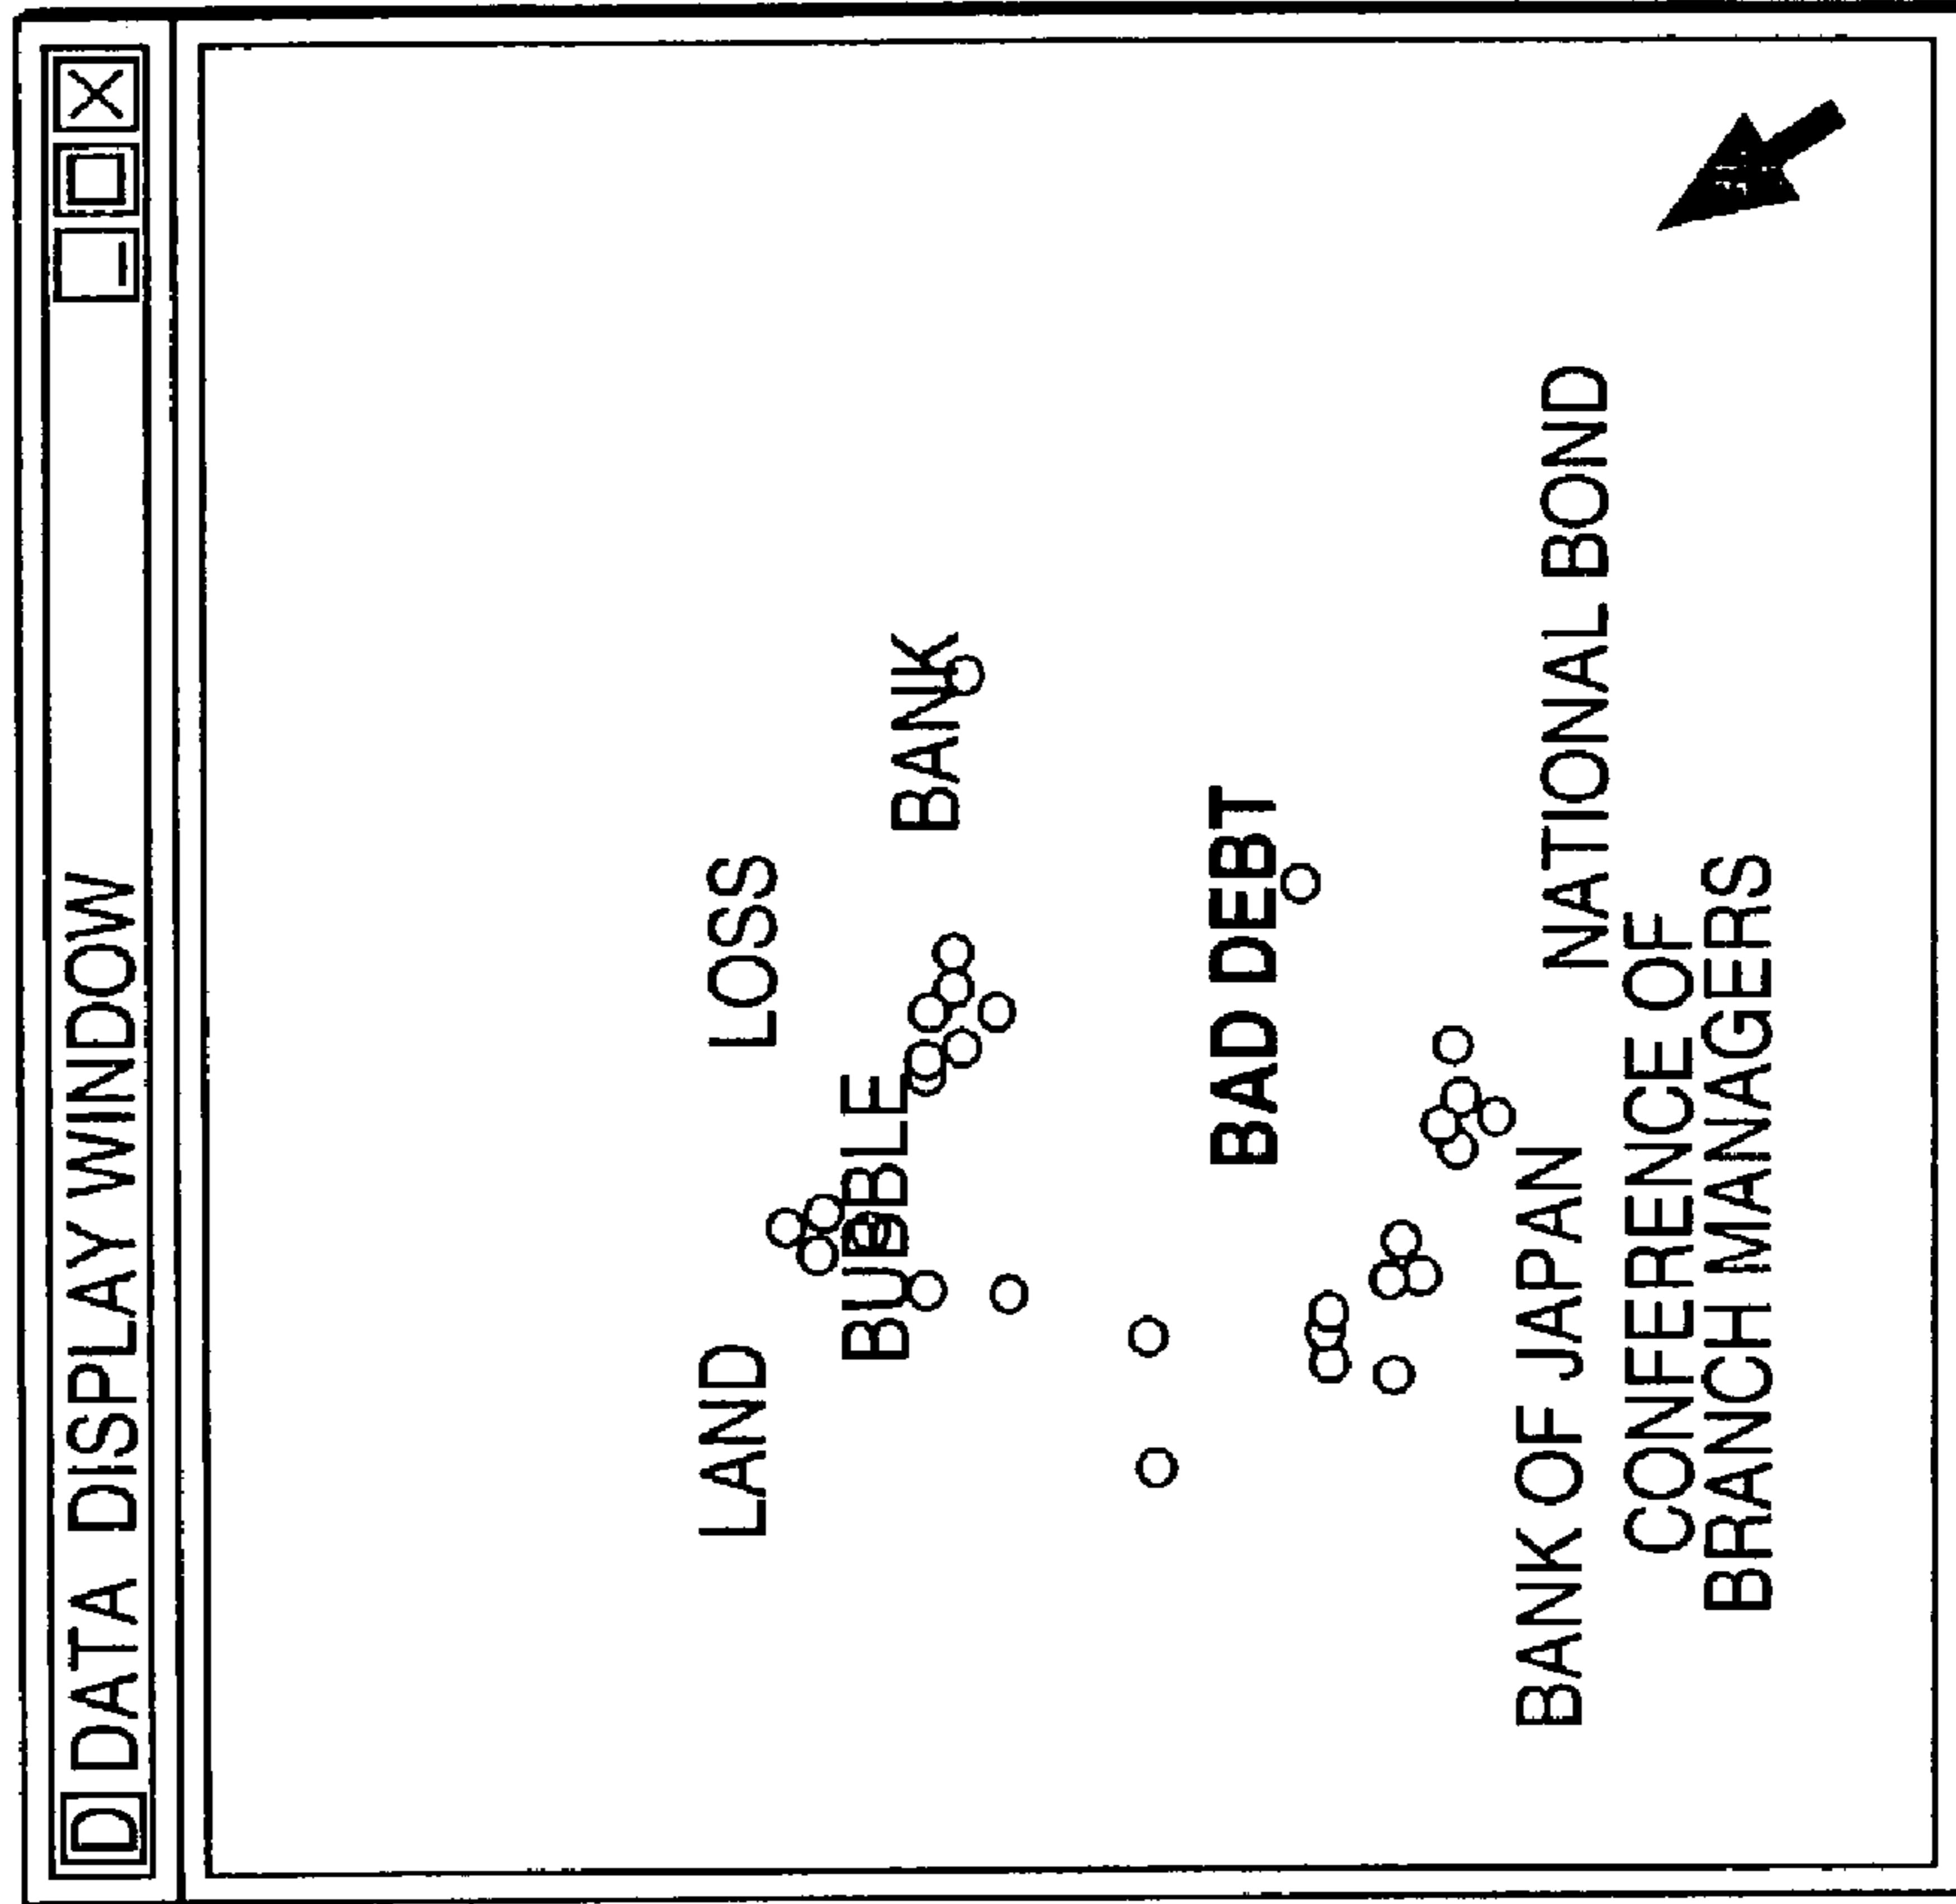 D DATA DISPLAY WINDOW
LAND
LOSS
BUBBLE
BANK
BAD DEBT
BANK OF JAPAN
NATIONAL BOND
CONFERENCE OF
BRANCH MANAGERS